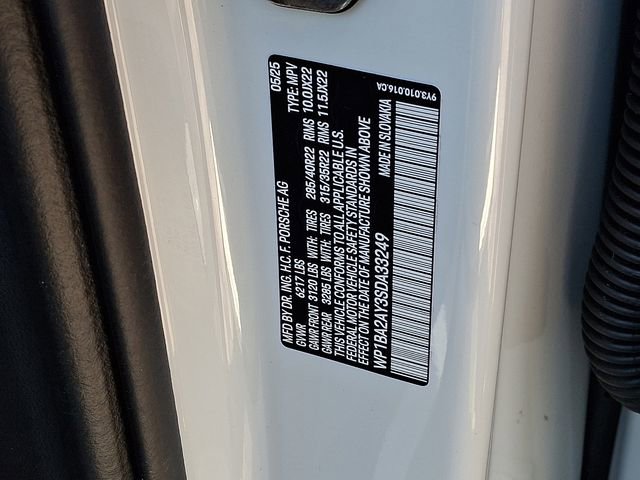 MFD BY DR. ING. H.C. F. PORSCHE AG 05/25
GVWR 6217 LBS TYPE: MPV
GAWR FRONT 3120 LBS WITH: TIRES 285/40R22 RIMS 10.0JX22
GAWR REAR 3285 LBS WITH: TIRES 315/35R22 RIMS 11.5JX22
THIS VEHICLE CONFORMS TO ALL APPLICABLE U.S.
FEDERAL MOTOR VEHICLE SAFETY STANDARDS IN
EFFECT ON THE DATE OF MANUFACTURE SHOWN ABOVE
WP1BA2AY3SDA33249 MADE IN SLOVAKIA
9Y3.010.016.CA